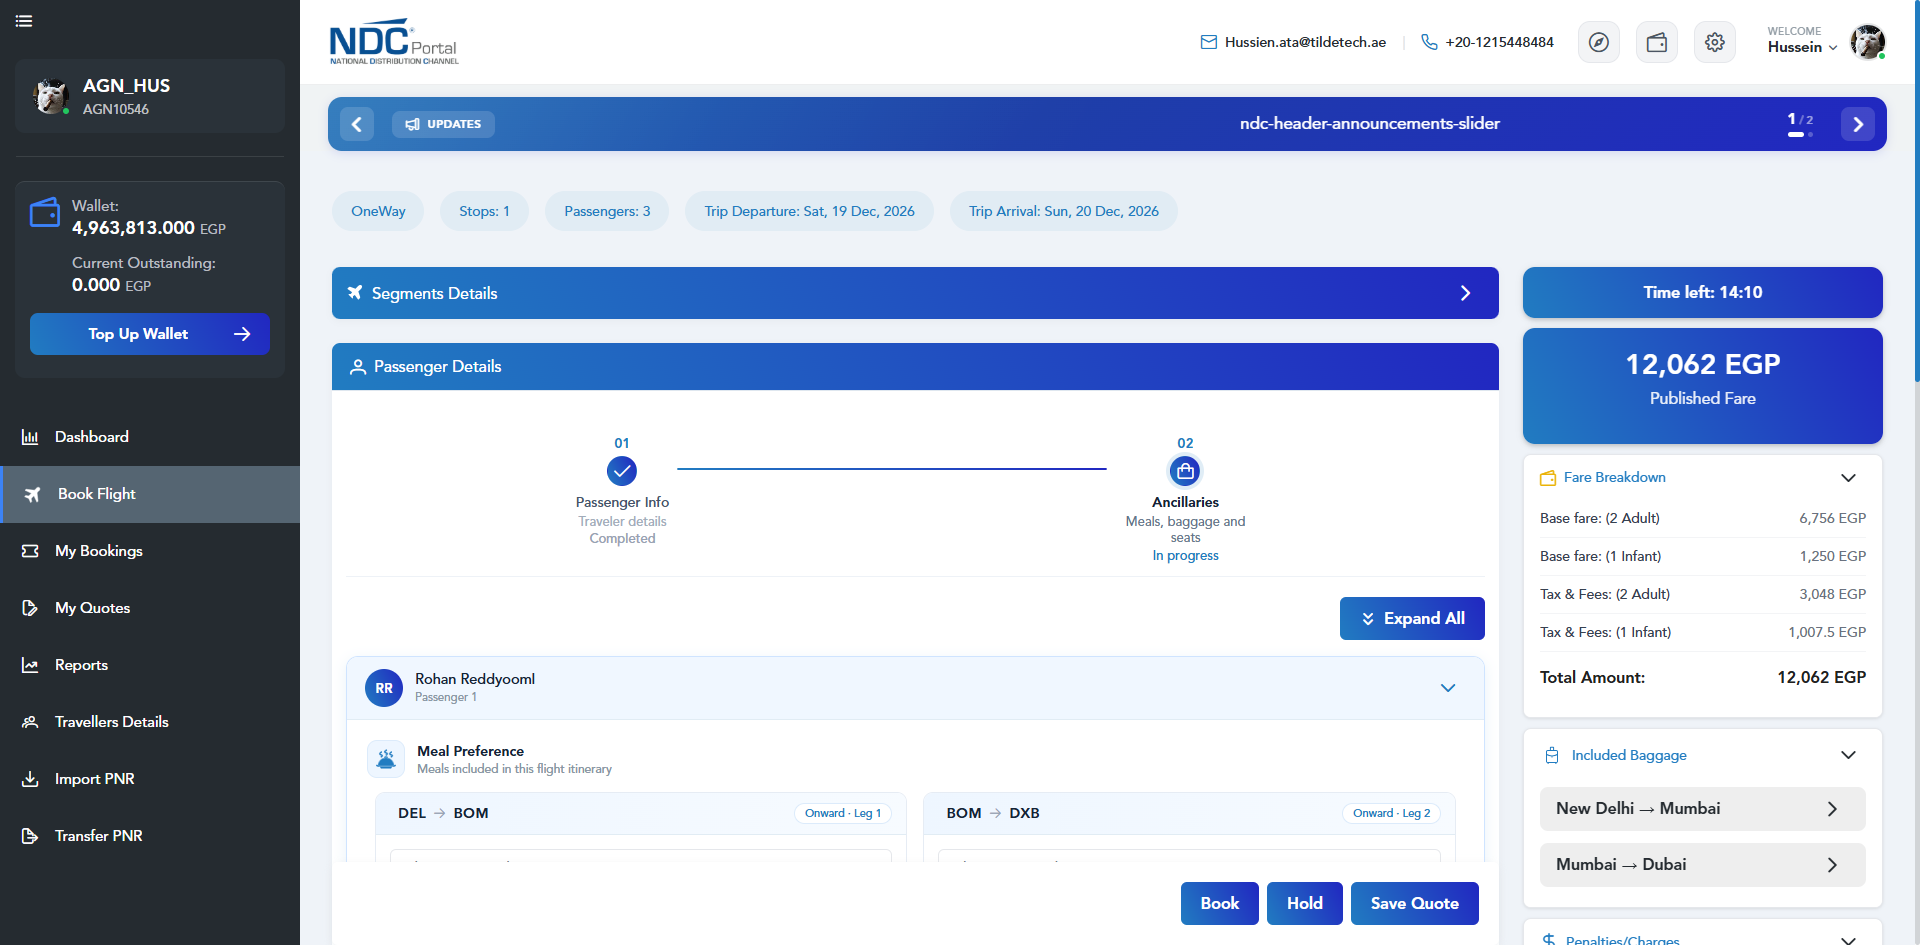 AGN_HUS
AGN10546
Wallet:
4,963,813.000 EGP
Current Outstanding:
0.000 EGP
Top Up Wallet
Dashboard
Book Flight
My Bookings
My Quotes
Reports
Travellers Details
Import PNR
Transfer PNR
NDC Portal
NATIONAL DISTRIBUTION CHANNEL
Hussien.ata@tildetech.ae
+20-1215448484
WELCOME
Hussein
UPDATES
ndc-header-announcements-slider
1 / 2
OneWay
Stops: 1
Passengers: 3
Trip Departure: Sat, 19 Dec, 2026
Trip Arrival: Sun, 20 Dec, 2026
Segments Details
Passenger Details
01
Passenger Info
Traveler details
Completed
02
Ancillaries
Meals, baggage and
seats
In progress
Expand All
RR
Rohan Reddyooml
Passenger 1
Meal Preference
Meals included in this flight itinerary
DEL → BOM
Onward · Leg 1
BOM → DXB
Onward · Leg 2
Book
Hold
Save Quote
Time left: 14:10
12,062 EGP
Published Fare
Fare Breakdown
Base fare: (2 Adult) 6,756 EGP
Base fare: (1 Infant) 1,250 EGP
Tax & Fees: (2 Adult) 3,048 EGP
Tax & Fees: (1 Infant) 1,007.5 EGP
Total Amount: 12,062 EGP
Included Baggage
New Delhi → Mumbai
Mumbai → Dubai
Penalties/Charges